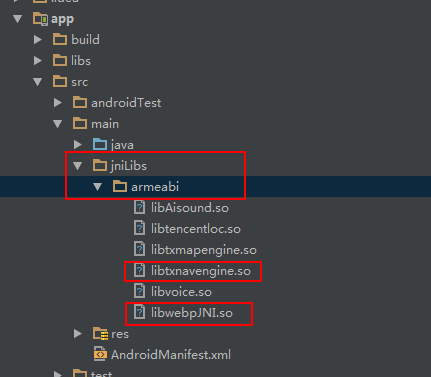 app
build
libs
src
androidTest
main
java
jniLibs
armeabi
libAisound.so
libtencentloc.so
libtxmapengine.so
libtxnavengine.so
libvoice.so
libwebpJNI.so
res
AndroidManifest.xml
test